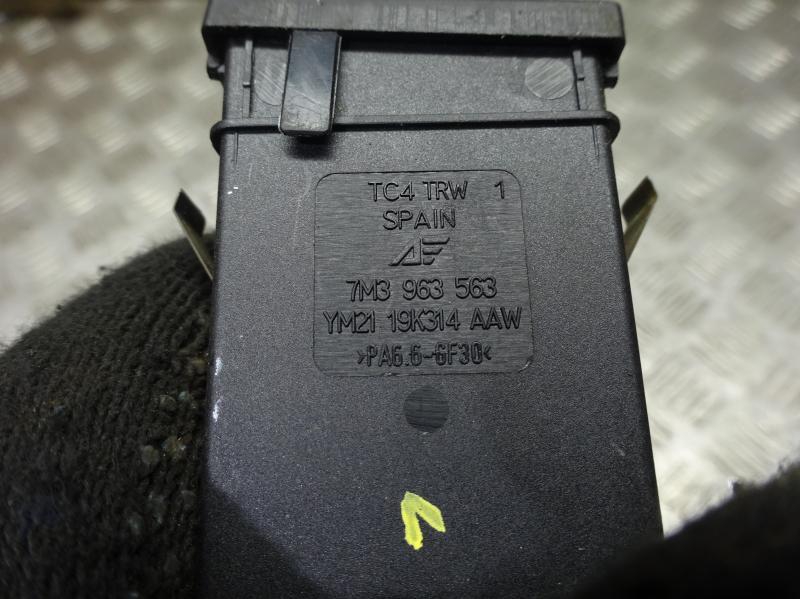 TC4 TRW 1
SPAIN
7M3 963 563
YM21 19K314 AAW
>PA6.6-GF30<